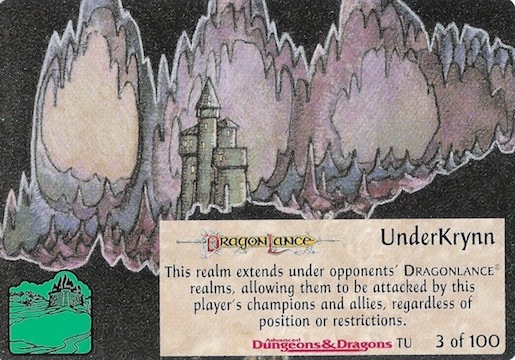 DRAGONLANCE
UnderKrynn
This realm extends under opponents' DRAGONLANCE®
realms, allowing them to be attacked by this
player's champions and allies, regardless of
position or restrictions.
Advanced
Dungeons&Dragons TU 3 of 100